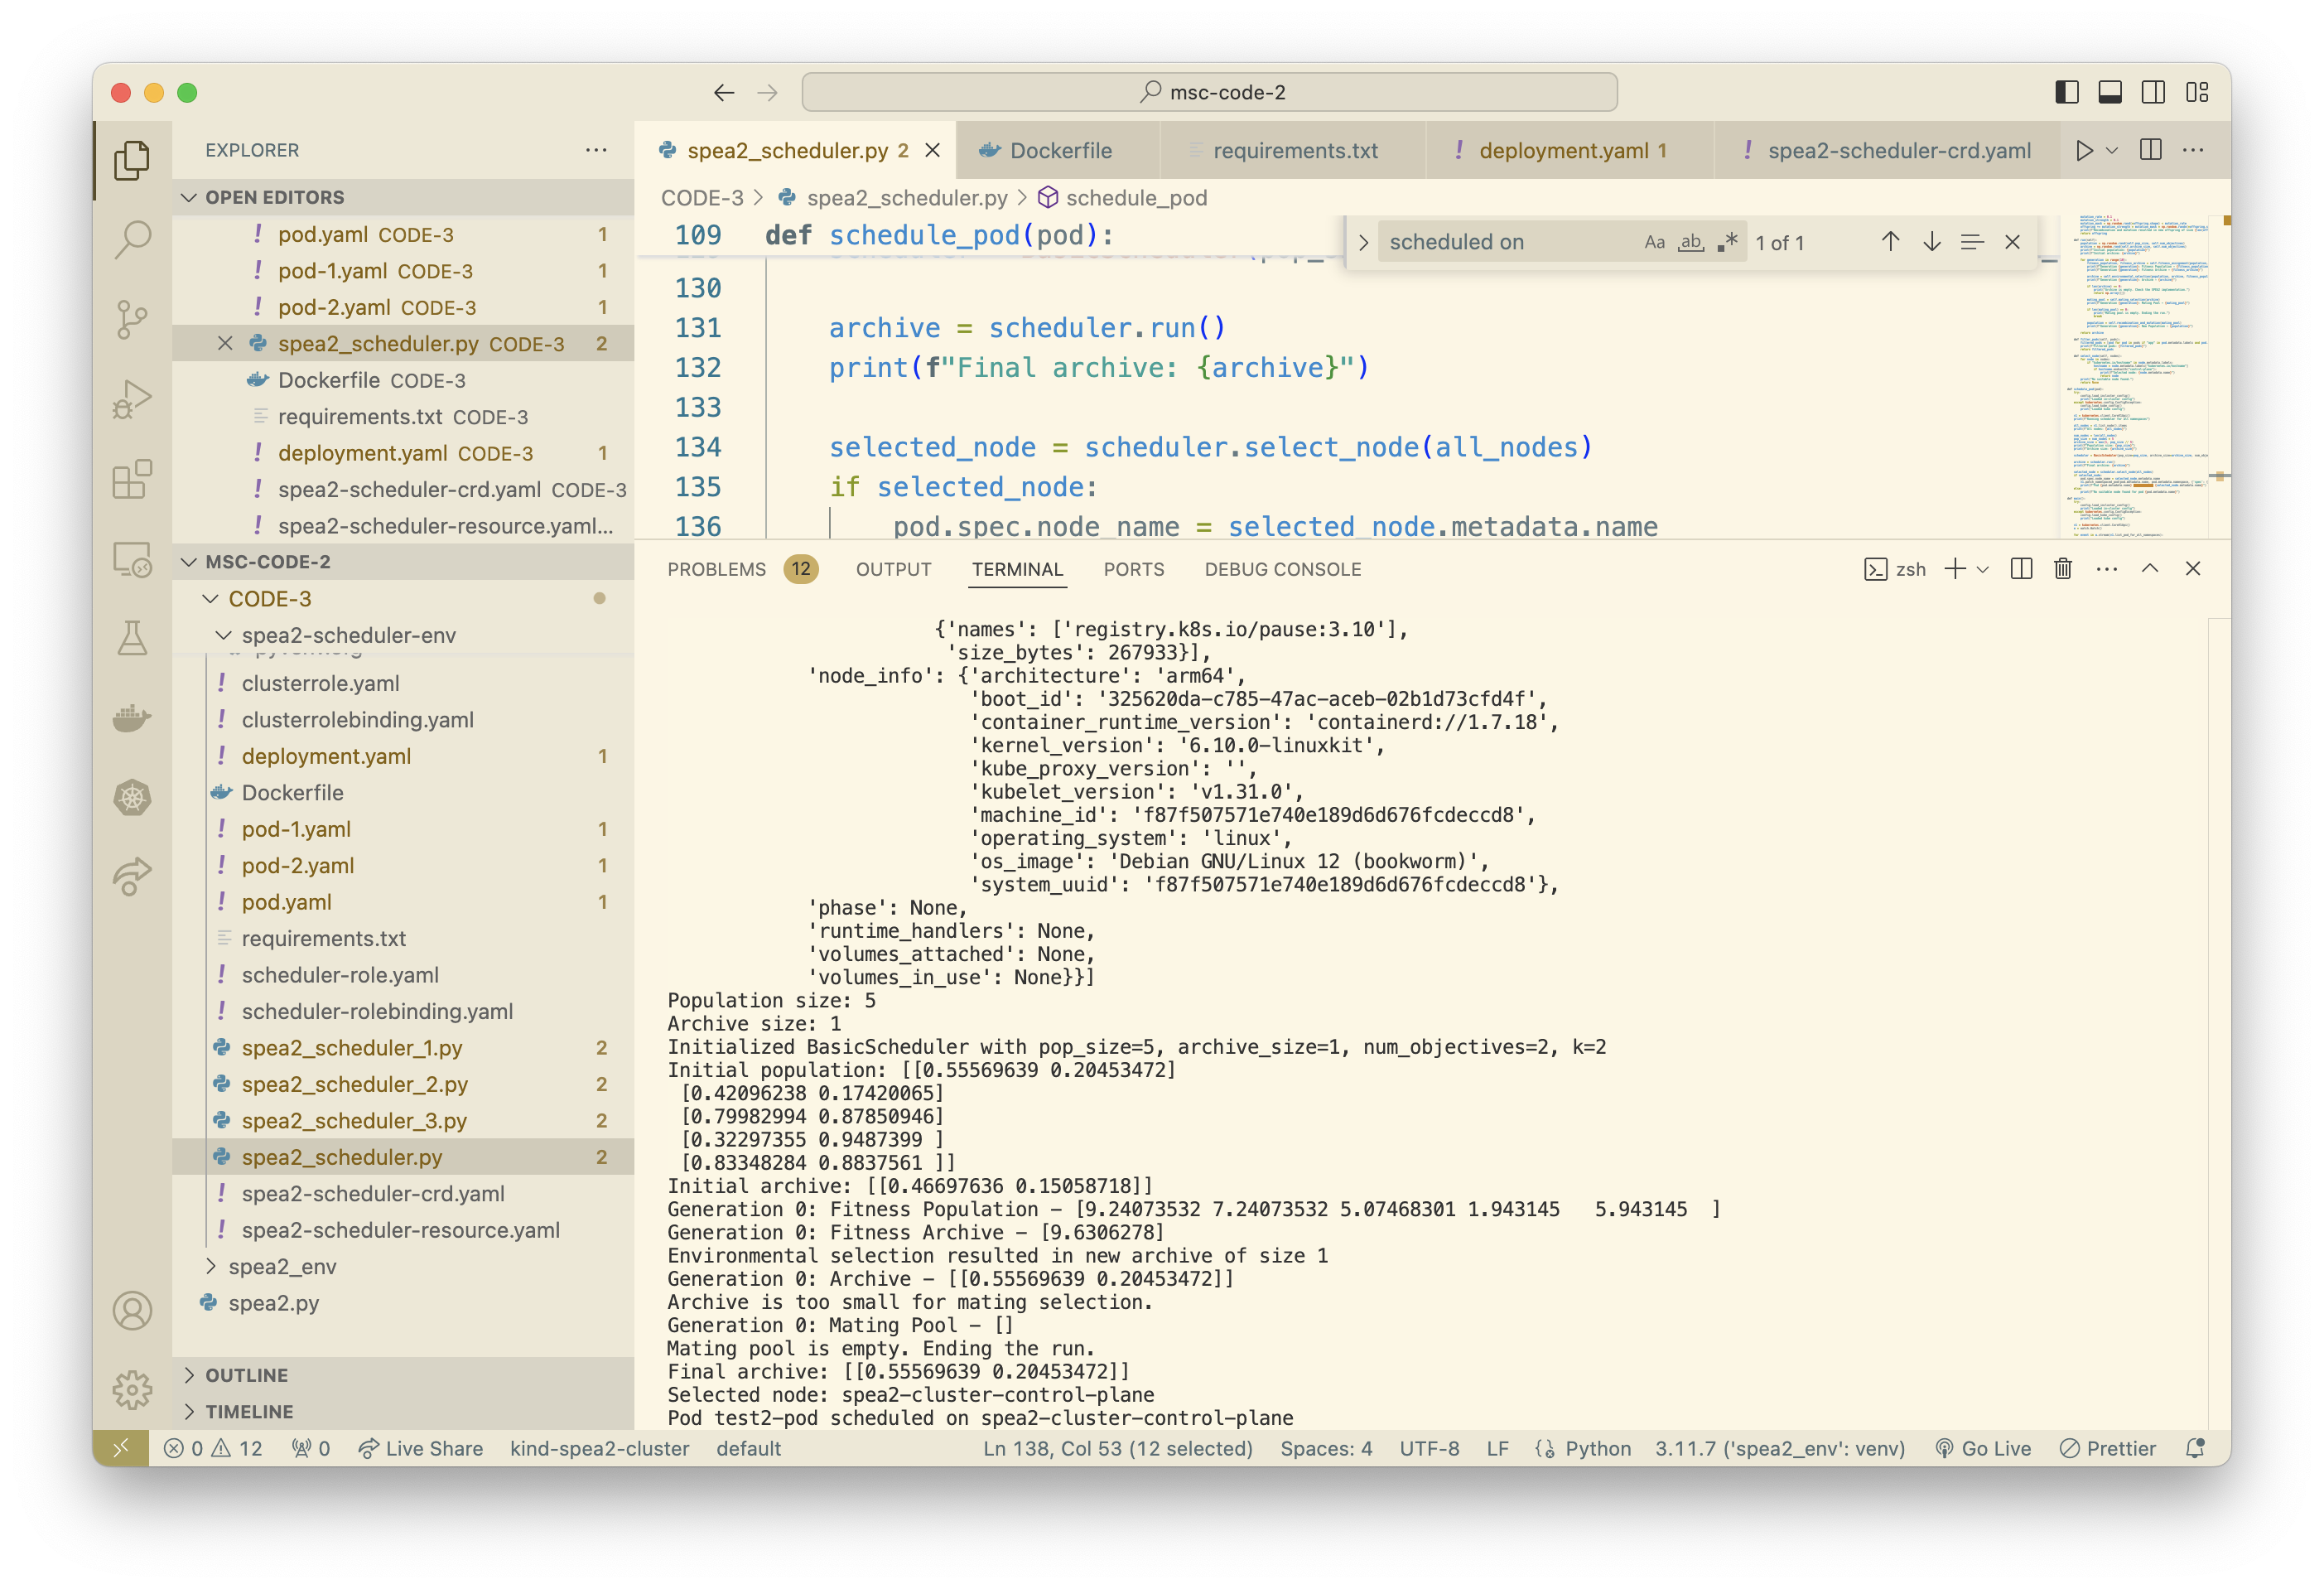 msc-code-2
EXPLORER
OPEN EDITORS
! pod.yaml CODE-3 1
! pod-1.yaml CODE-3 1
! pod-2.yaml CODE-3 1
spea2_scheduler.py CODE-3 2
Dockerfile CODE-3
requirements.txt CODE-3
! deployment.yaml CODE-3 1
! spea2-scheduler-crd.yaml CODE-3
! spea2-scheduler-resource.yaml...
MSC-CODE-2
CODE-3
spea2-scheduler-env
! clusterrole.yaml
! clusterrolebinding.yaml
! deployment.yaml 1
Dockerfile
! pod-1.yaml 1
! pod-2.yaml 1
! pod.yaml 1
requirements.txt
! scheduler-role.yaml
! scheduler-rolebinding.yaml
spea2_scheduler_1.py 2
spea2_scheduler_2.py 2
spea2_scheduler_3.py 2
spea2_scheduler.py 2
! spea2-scheduler-crd.yaml
! spea2-scheduler-resource.yaml
spea2_env
spea2.py
OUTLINE
TIMELINE
spea2_scheduler.py 2
Dockerfile
requirements.txt
! deployment.yaml 1
! spea2-scheduler-crd.yaml
CODE-3 > spea2_scheduler.py > schedule_pod
scheduled on Aa ab .* 1 of 1
109 def schedule_pod(pod):
130
131 archive = scheduler.run()
132 print(f"Final archive: {archive}")
133
134 selected_node = scheduler.select_node(all_nodes)
135 if selected_node:
136 pod.spec.node_name = selected_node.metadata.name
PROBLEMS 12 OUTPUT TERMINAL PORTS DEBUG CONSOLE zsh
{'names': ['registry.k8s.io/pause:3.10'],
'size_bytes': 267933}],
'node_info': {'architecture': 'arm64',
'boot_id': '325620da-c785-47ac-aceb-02b1d73cfd4f',
'container_runtime_version': 'containerd://1.7.18',
'kernel_version': '6.10.0-linuxkit',
'kube_proxy_version': '',
'kubelet_version': 'v1.31.0',
'machine_id': 'f87f507571e740e189d6d676fcdeccd8',
'operating_system': 'linux',
'os_image': 'Debian GNU/Linux 12 (bookworm)',
'system_uuid': 'f87f507571e740e189d6d676fcdeccd8'},
'phase': None,
'runtime_handlers': None,
'volumes_attached': None,
'volumes_in_use': None}}]
Population size: 5
Archive size: 1
Initialized BasicScheduler with pop_size=5, archive_size=1, num_objectives=2, k=2
Initial population: [[0.55569639 0.20453472]
[0.42096238 0.17420065]
[0.79982994 0.87850946]
[0.32297355 0.9487399 ]
[0.83348284 0.8837561 ]]
Initial archive: [[0.46697636 0.15058718]]
Generation 0: Fitness Population - [9.24073532 7.24073532 5.07468301 1.943145   5.943145  ]
Generation 0: Fitness Archive - [9.6306278]
Environmental selection resulted in new archive of size 1
Generation 0: Archive - [[0.55569639 0.20453472]]
Archive is too small for mating selection.
Generation 0: Mating Pool - []
Mating pool is empty. Ending the run.
Final archive: [[0.55569639 0.20453472]]
Selected node: spea2-cluster-control-plane
Pod test2-pod scheduled on spea2-cluster-control-plane
0 12 0 Live Share kind-spea2-cluster default Ln 138, Col 53 (12 selected) Spaces: 4 UTF-8 LF Python 3.11.7 ('spea2_env': venv) Go Live Prettier